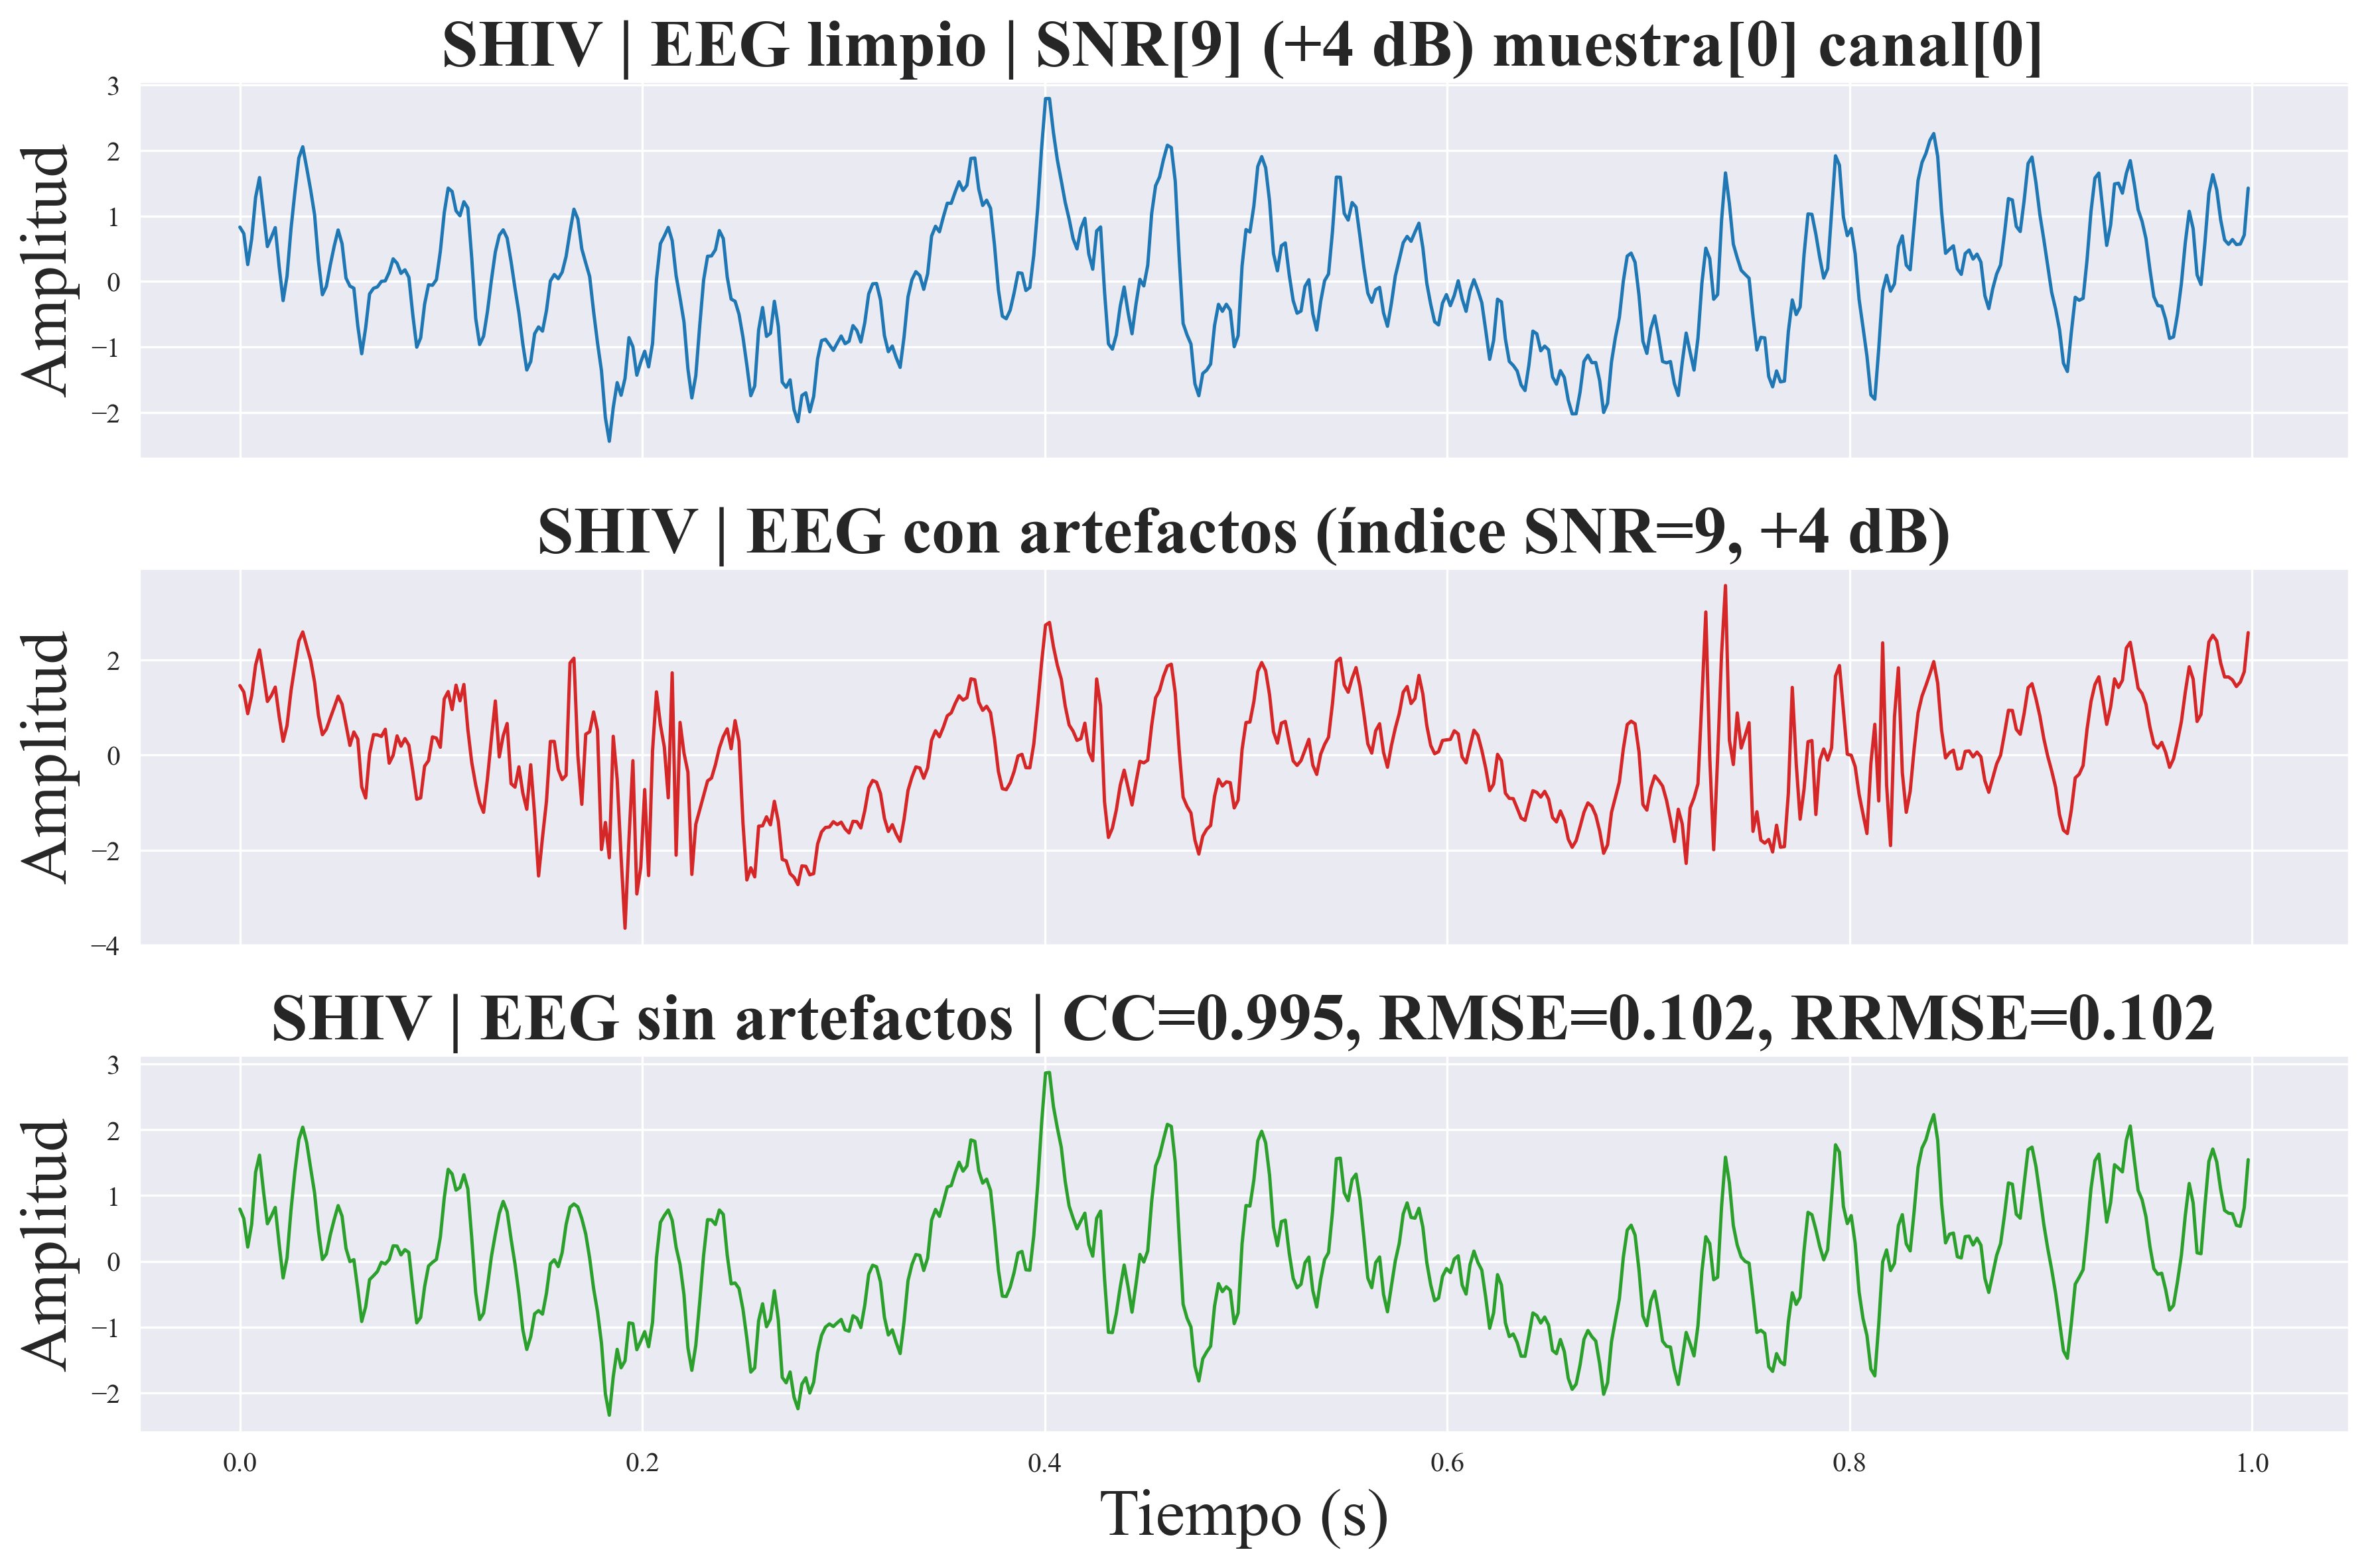 SHIV | EEG limpio | SNR[9] (+4 dB) muestra[0] canal[0]
Amplitud
3
2
1
0
−1
−2
SHIV | EEG con artefactos (índice SNR=9, +4 dB)
Amplitud
2
0
−2
−4
SHIV | EEG sin artefactos | CC=0.995, RMSE=0.102, RRMSE=0.102
Amplitud
3
2
1
0
−1
−2
0.0 0.2 0.4 0.6 0.8 1.0
Tiempo (s)